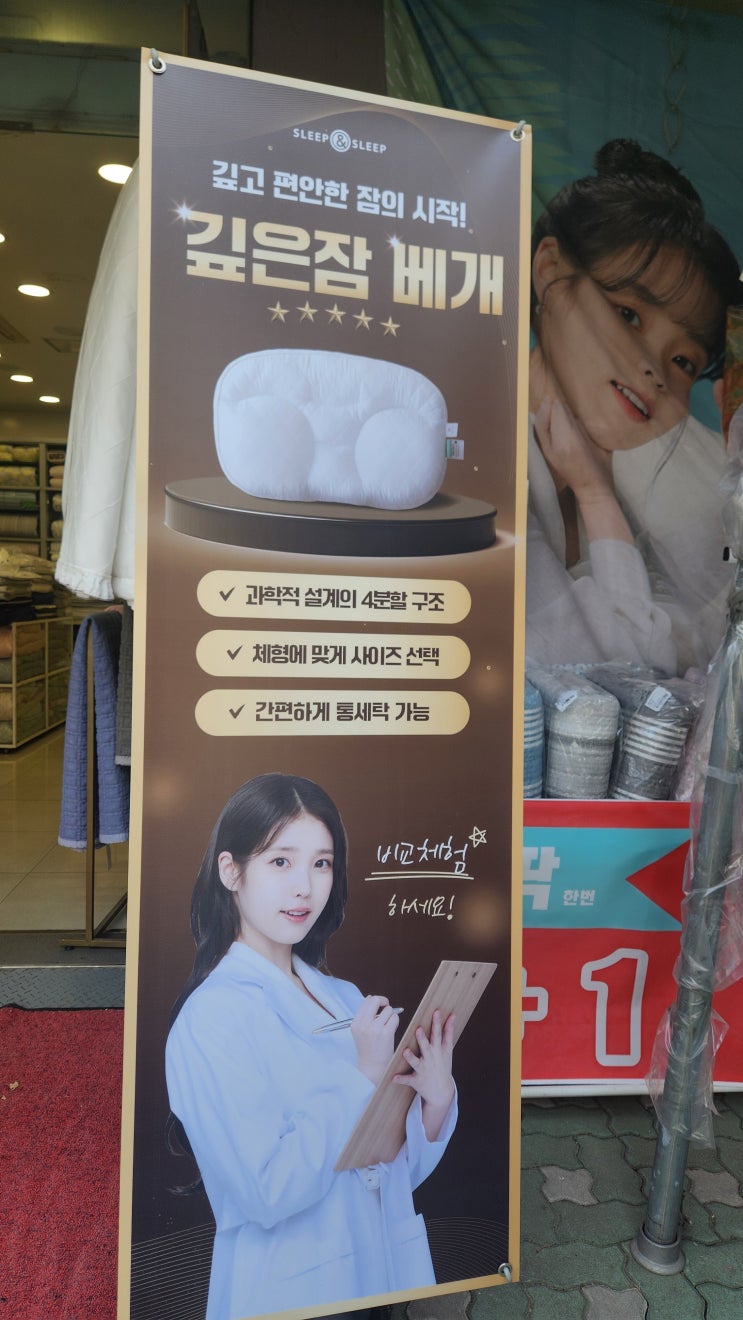 SLEEP & SLEEP
깊고 편안한 잠의 시작!
깊은잠 베개
과학적 설계의 4분할 구조
체형에 맞게 사이즈 선택
간편하게 통세탁 가능
비교체험
하세요!
딱 한번
+1